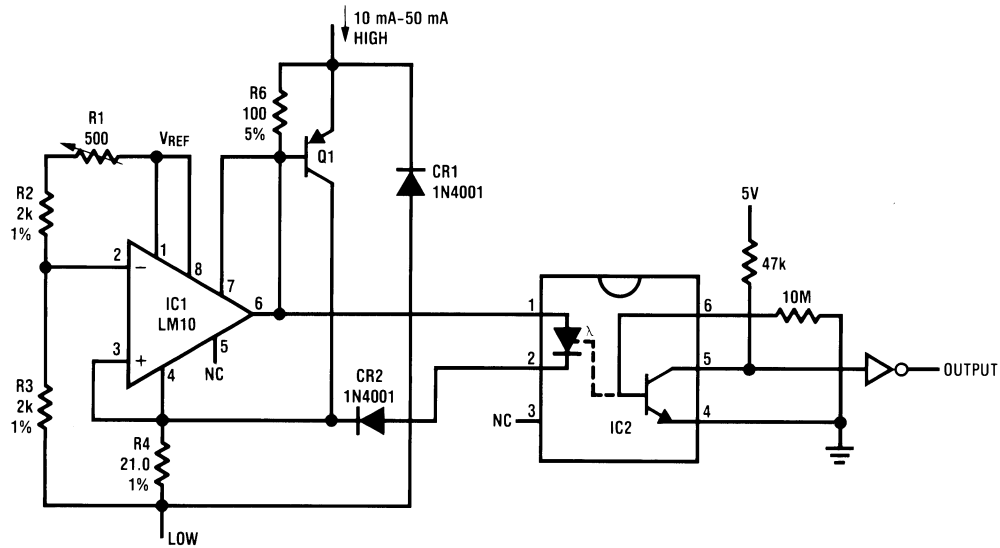 10 mA-50 mA
HIGH
R6
100
5%
R1
500
VREF
Q1
CR1
1N4001
R2
2k
1%
5V
47k
2
−
1
8
7
IC1
LM10
6
10M
1
6
λ
3
+
4
5
NC
2
5
OUTPUT
CR2
1N4001
R3
2k
1%
R4
21.0
1%
NC
3
IC2
4
LOW